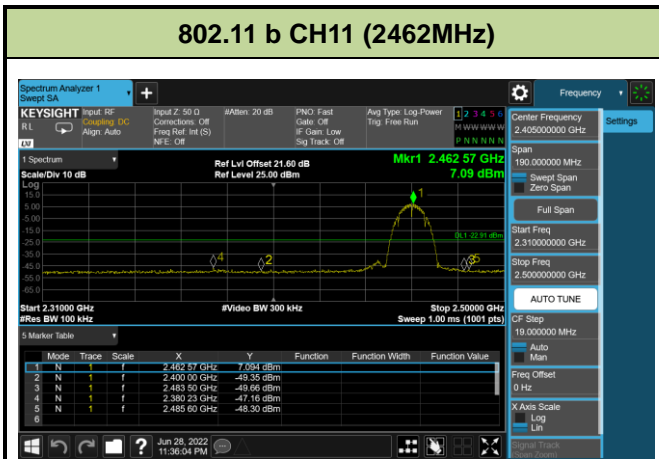 802.11 b CH11 (2462MHz)
Spectrum Analyzer 1
Swept SA
Frequency
KEYSIGHT
Input: RF
Input Z: 50 Ω
#Atten: 20 dB
PNO: Fast
Avg Type: Log-Power
1 2 3 4 5 6
RL
Coupling: DC
Corrections: Off
Gate: Off
Trig: Free Run
M W W W W W
Align: Auto
Freq Ref: Int (S)
IF Gain: Low
NFE: Off
Sig Track: Off
P N N N N N
LXI
Center Frequency
2.405000000 GHz
Settings
1 Spectrum
Ref Lvl Offset 21.60 dB
Mkr1 2.462 57 GHz
Scale/Div 10 dB
Ref Level 25.00 dBm
7.09 dBm
Span
190.000000 MHz
Swept Span
Zero Span
Full Span
Log
15.0
5.00
-5.00
-15.0
-25.0
-35.0
-45.0
-55.0
-65.0
1
DL1 -22.91 dBm
4
2
3
5
Start Freq
2.310000000 GHz
Stop Freq
2.500000000 GHz
AUTO TUNE
Start 2.31000 GHz
#Video BW 300 kHz
Stop 2.50000 GHz
#Res BW 100 kHz
Sweep 1.00 ms (1001 pts)
CF Step
19.000000 MHz
Auto
Man
5 Marker Table
Mode Trace Scale X Y Function Function Width Function Value
1 N 1 f 2.462 57 GHz 7.094 dBm
2 N 1 f 2.400 00 GHz -49.35 dBm
3 N 1 f 2.483 50 GHz -49.66 dBm
4 N 1 f 2.380 23 GHz -47.16 dBm
5 N 1 f 2.485 60 GHz -48.30 dBm
6
Freq Offset
0 Hz
X Axis Scale
Log
Lin
Signal Track
(Span Zoom)
?
Jun 28, 2022
11:36:04 PM